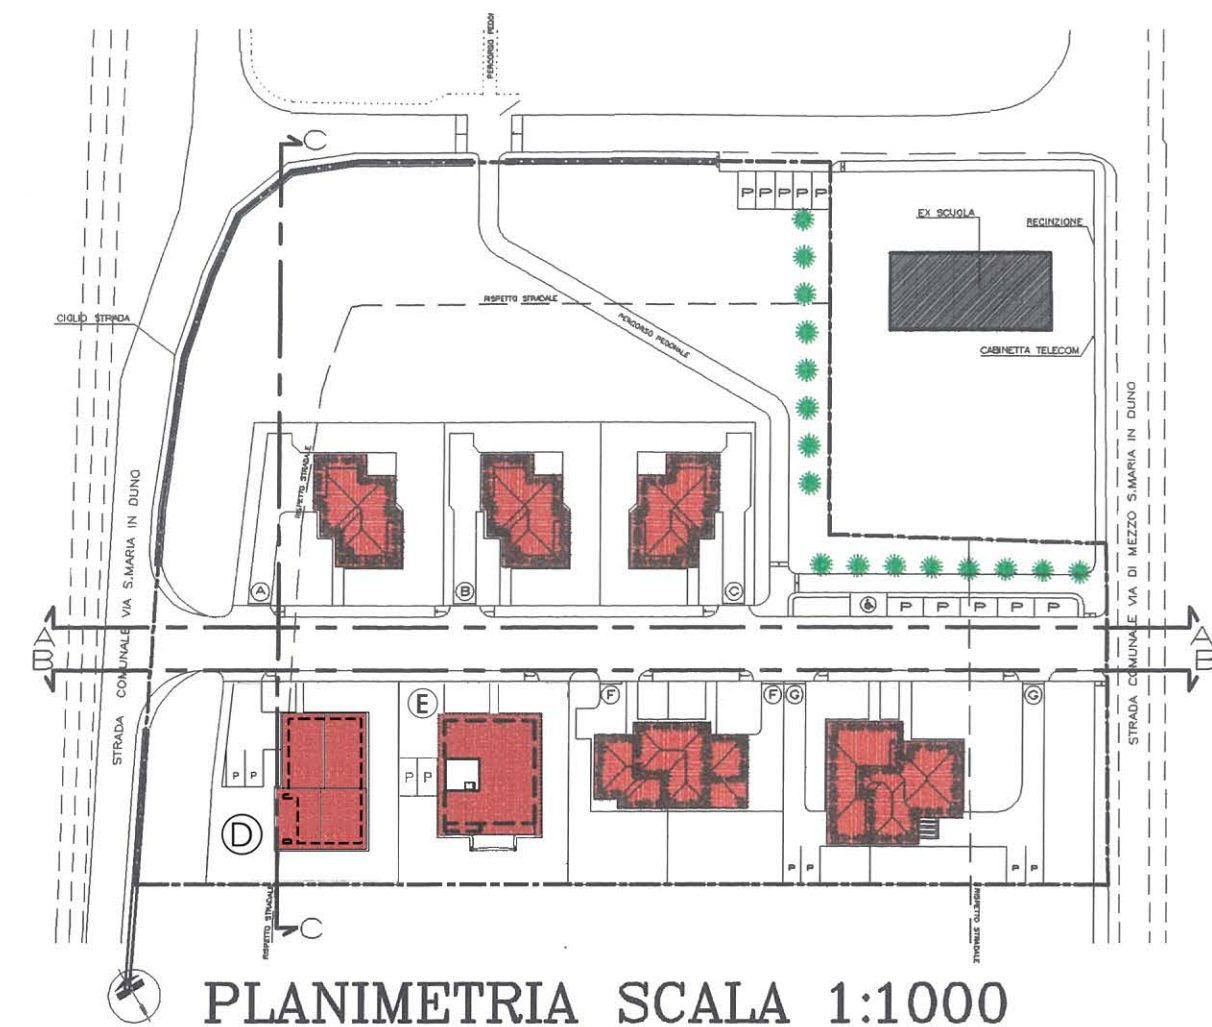 PERCORSO PEDO
C
P P P P P
EX SCUOLA
RECINZIONE
RISPETTO STRADALE
CIGLIO STRADA
PERCORSO PEDONALE
CABINETTA TELECOM
RISPETTO STRADALE
STRADA COMUNALE VIA S.MARIA IN DUNO
STRADA COMUNALE VIA DI MEZZO S.MARIA IN DUNO
A
B
C
P P P P P
A
A
B
B
E
F
F
G
G
P P
P P
D
P P
P P
RISPETTO STRADALE
RISPETTO STRADALE
C
PLANIMETRIA SCALA 1:1000